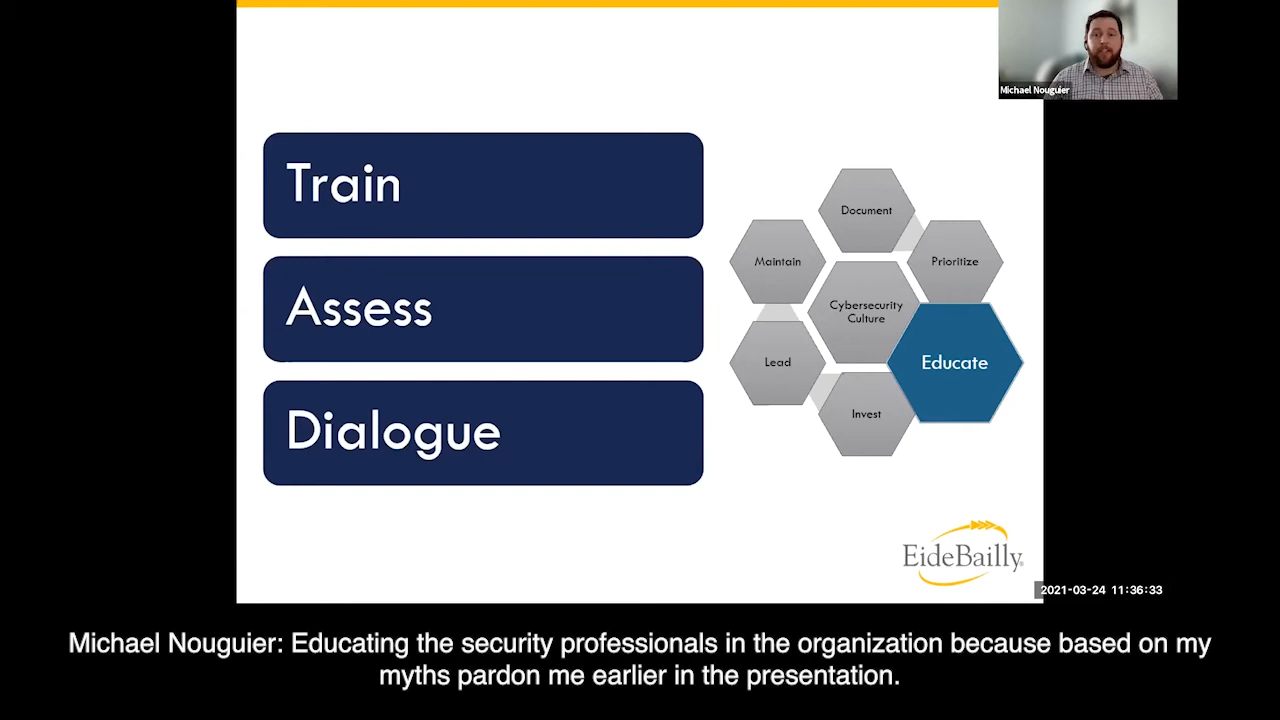 Michael Nouguier
Train
Assess
Dialogue
Document
Maintain
Prioritize
Cybersecurity
Culture
Lead
Educate
Invest
EideBailly®
2021-03-24 11:36:33
Michael Nouguier: Educating the security professionals in the organization because based on my
myths pardon me earlier in the presentation.